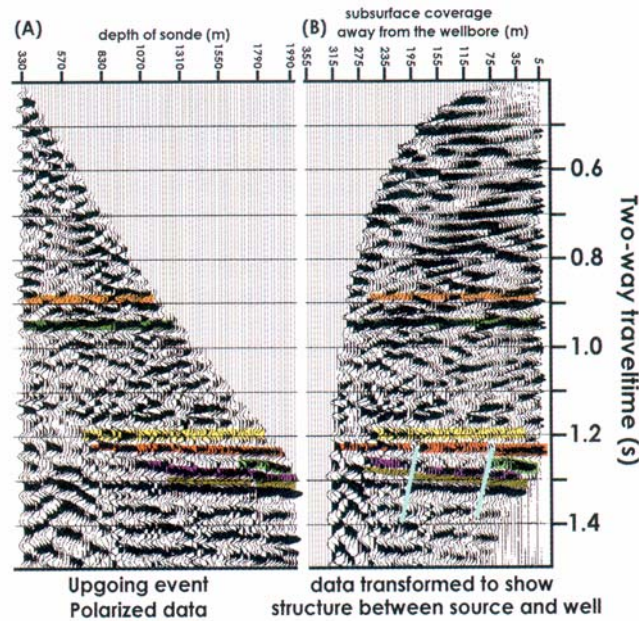 (A)
depth of sonde (m)
330 570 830 1070 1310 1550 1790 1990
(B)
subsurface coverage
away from the wellbore (m)
355 315 275 235 195 155 115 75 35 5
0.6
0.8
1.0
1.2
1.4
Two-way traveltime (s)
Upgoing event
Polarized data
data transformed to show
structure between source and well